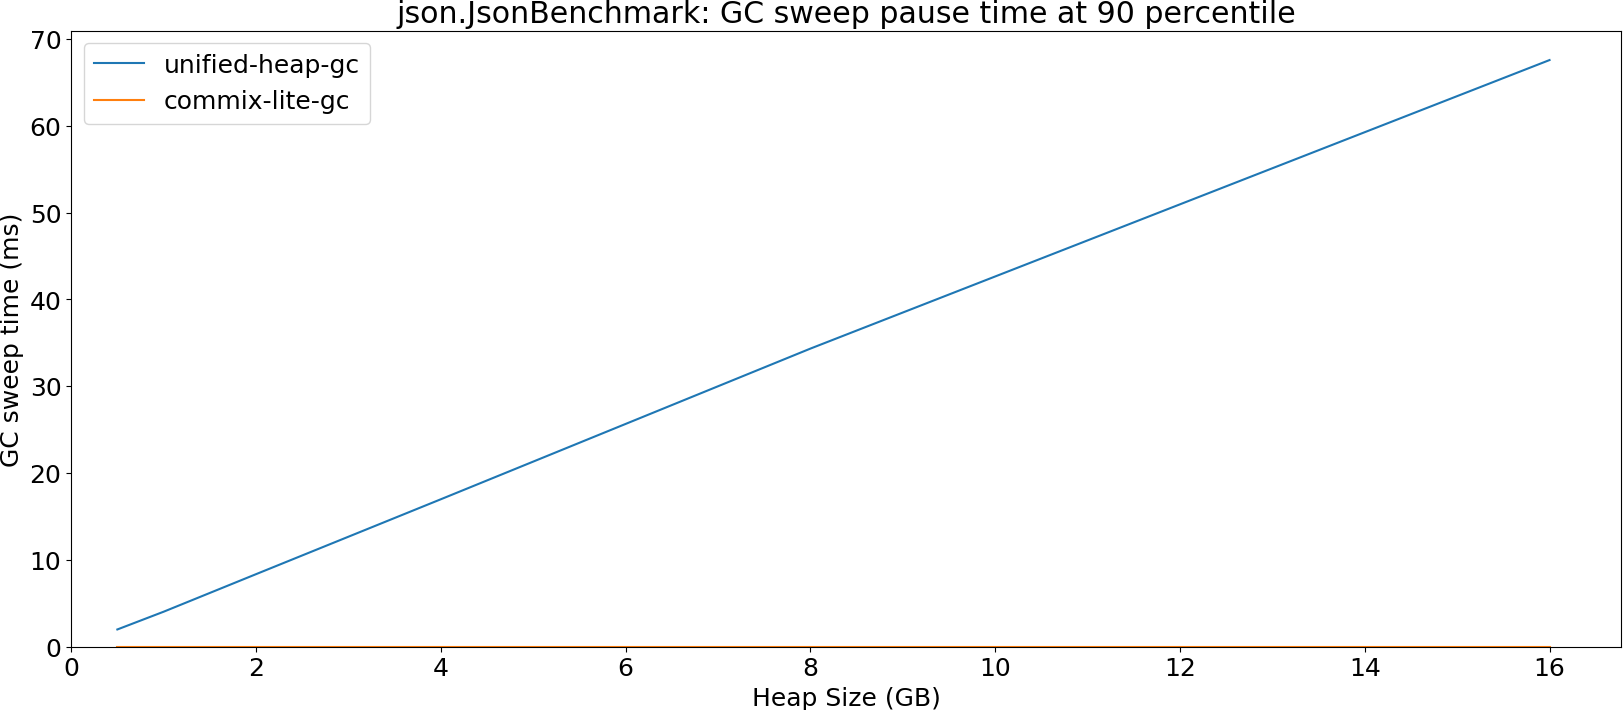 json.JsonBenchmark: GC sweep pause time at 90 percentile
unified-heap-gc
commix-lite-gc
GC sweep time (ms)
70
60
50
40
30
20
10
0
0 2 4 6 8 10 12 14 16
Heap Size (GB)